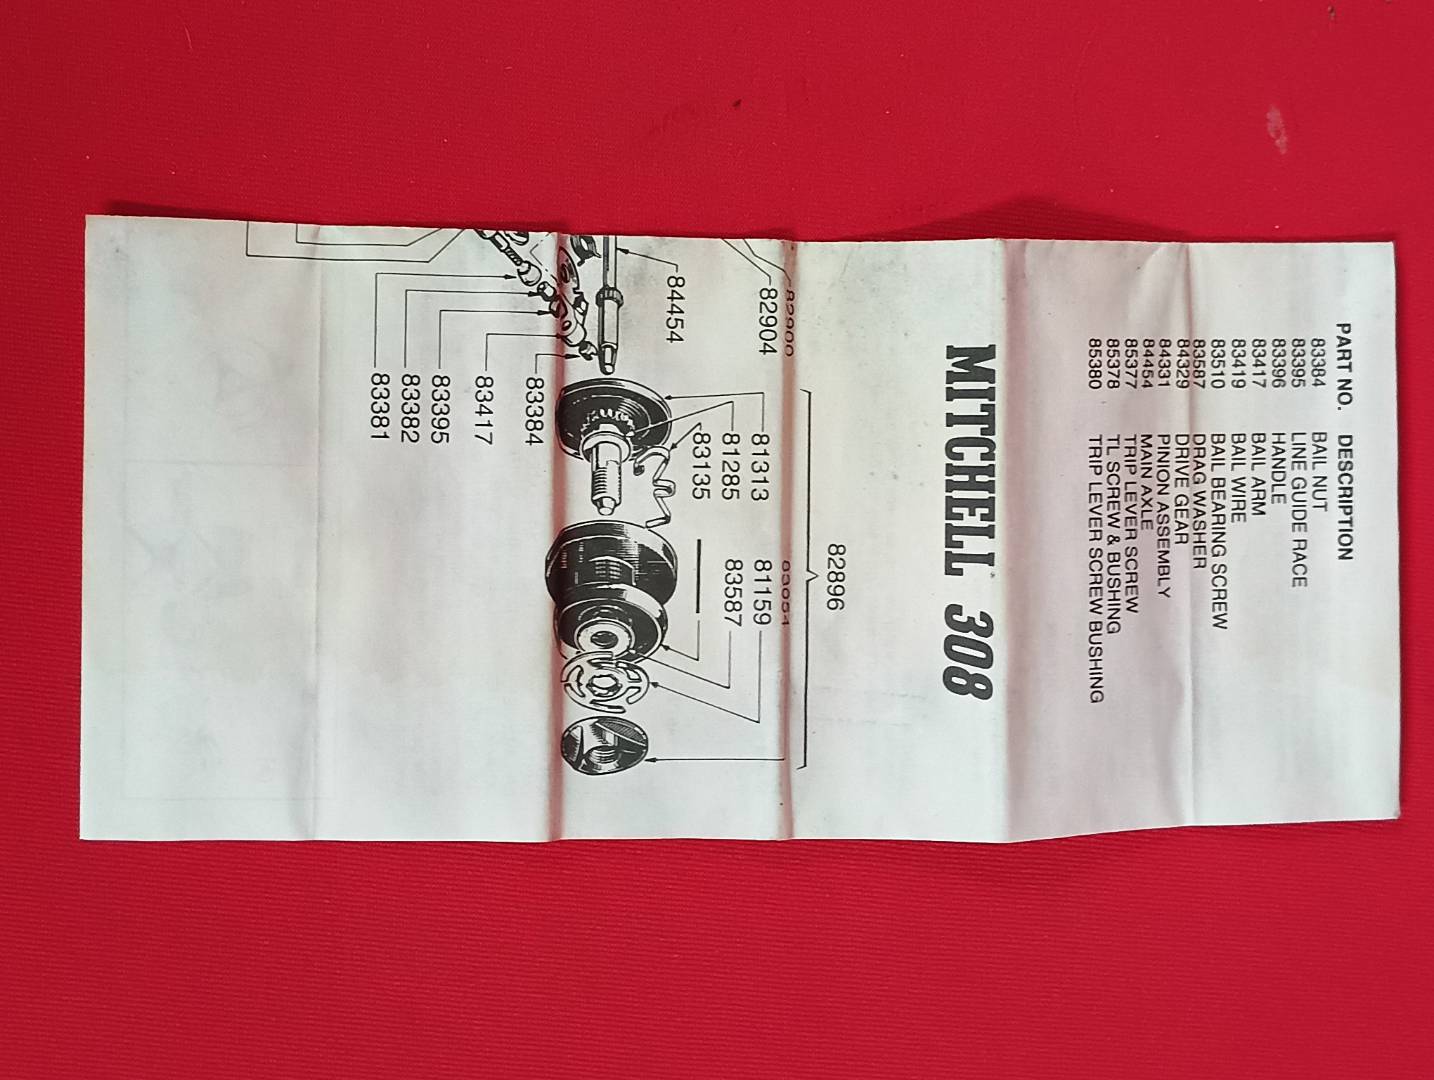 PART NO. DESCRIPTION
83384 BAIL NUT
83395 LINE GUIDE RACE
83396 HANDLE
83417 BAIL ARM
83419 BAIL WIRE
83510 BAIL BEARING SCREW
83587 DRAG WASHER
84329 DRIVE GEAR
84331 PINION ASSEMBLY
84454 MAIN AXLE
85377 TRIP LEVER SCREW
85378 TL SCREW & BUSHING
85380 TRIP LEVER SCREW BUSHING
MITCHELL 308
82896
82900
83054
82904
81313
81159
81285
83587
83135
84454
83384
83417
83395
83382
83381